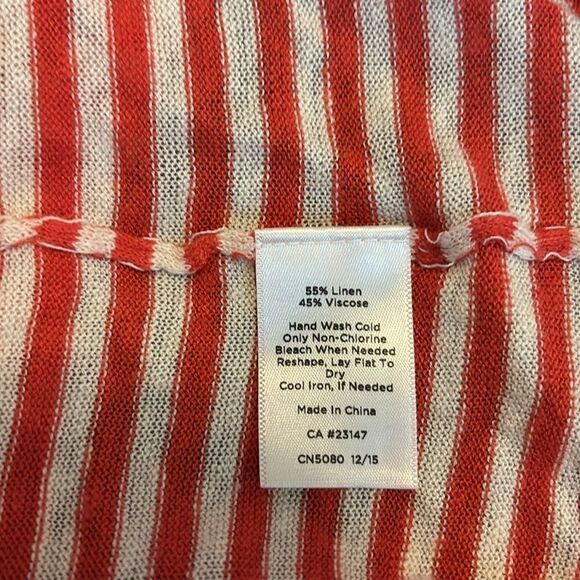 55% Linen
45% Viscose
Hand Wash Cold
Only Non-Chlorine
Bleach When Needed
Reshape, Lay Flat To
Dry
Cool Iron, If Needed
Made In China
CA #23147
CN5080 12/15